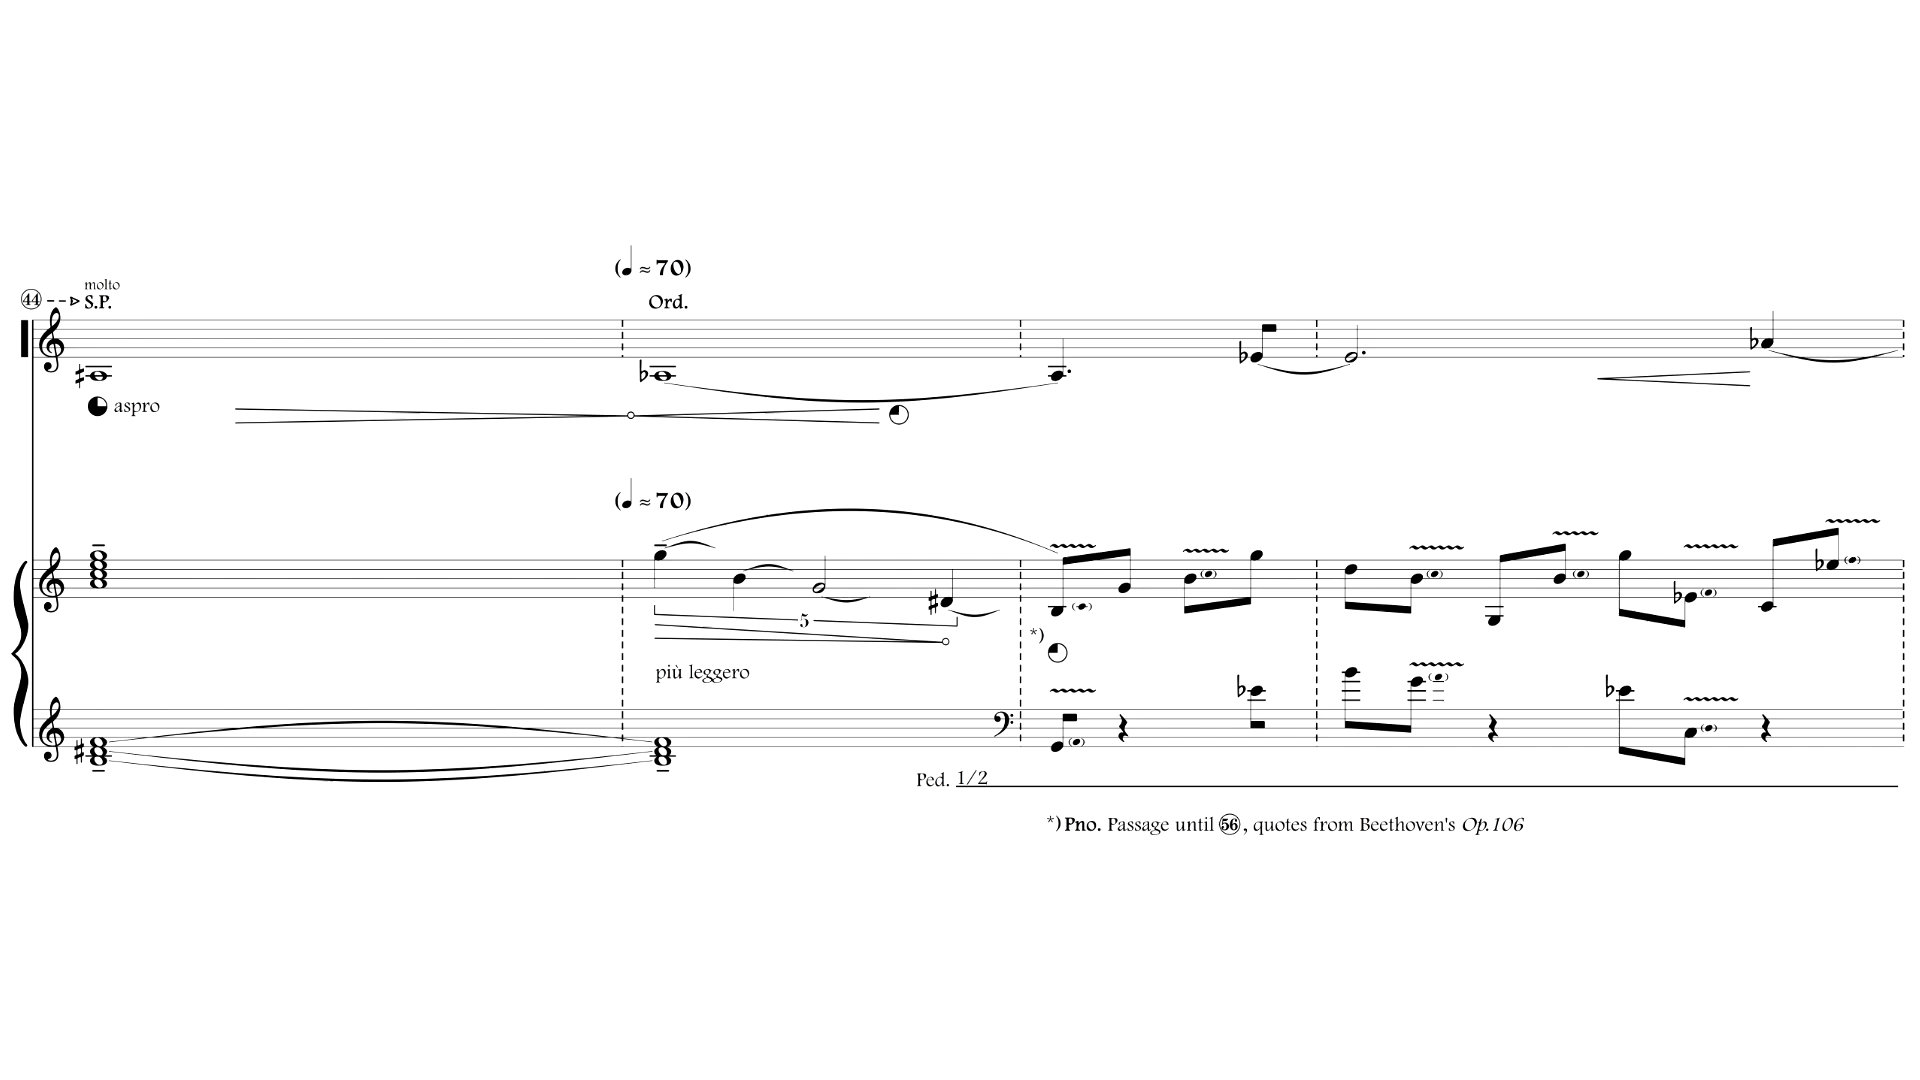 (♩ ≈ 70)
molto
44 S.P.
Ord.
aspro
(♩ ≈ 70)
5
*)
più leggero
Ped. 1/2
*) Pno. Passage until 56, quotes from Beethoven's Op.106